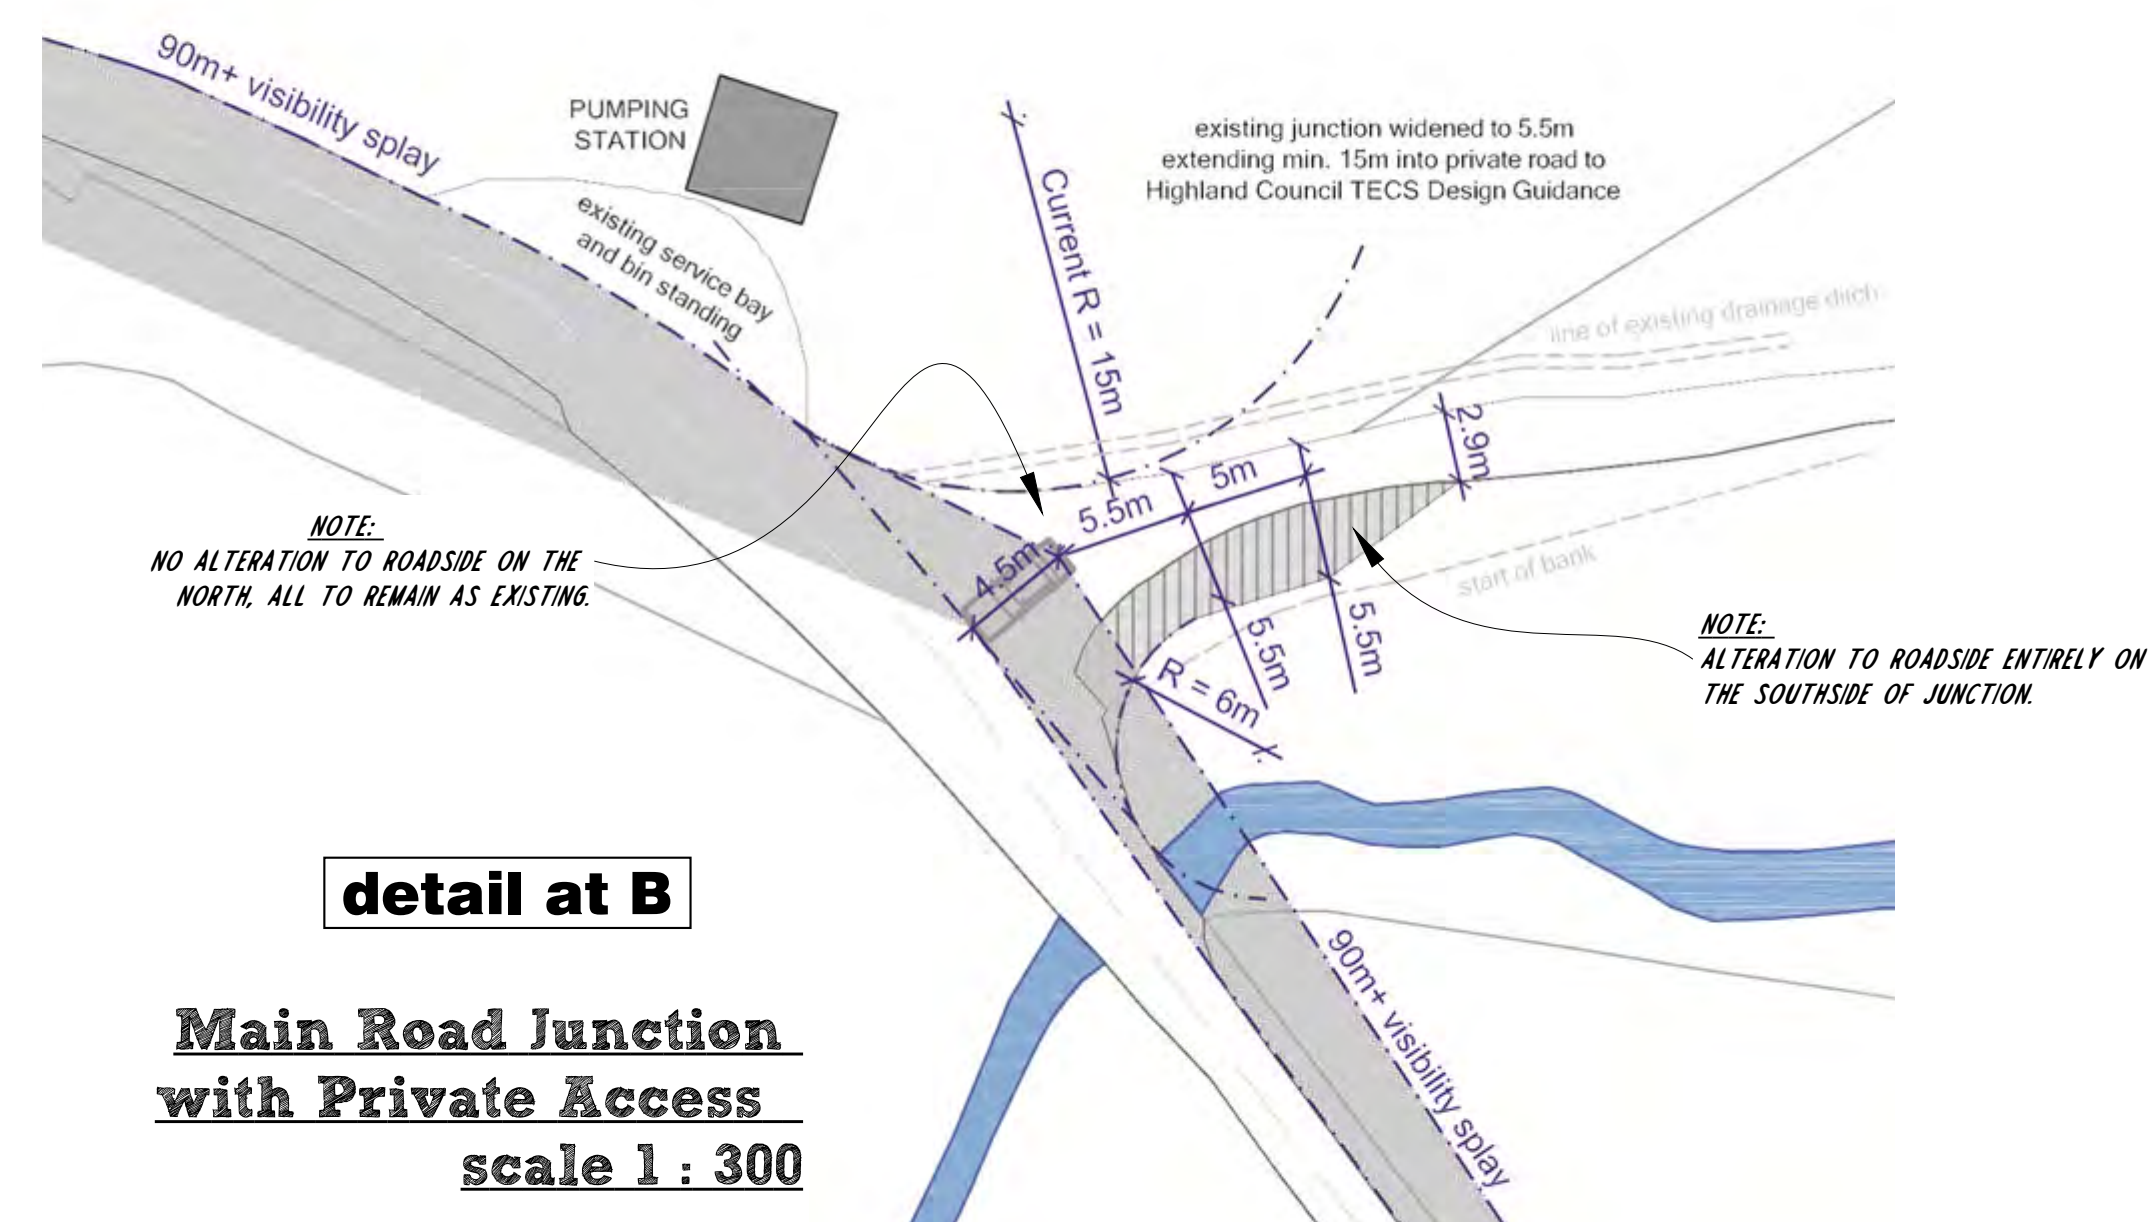 90m+ visibility splay
PUMPING
STATION
existing service bay
and bin standing
Current R = 15m
existing junction widened to 5.5m
extending min. 15m into private road to
Highland Council TECS Design Guidance
line of existing drainage ditch
2.9m
5m
5.5m
4.5m
NOTE:
NO ALTERATION TO ROADSIDE ON THE
NORTH, ALL TO REMAIN AS EXISTING.
start of bank
5.5m
5.5m
R = 6m
NOTE:
ALTERATION TO ROADSIDE ENTIRELY ON
THE SOUTHSIDE OF JUNCTION.
detail at B
90m+ visibility splay
Main Road Junction
with Private Access
scale 1 : 300